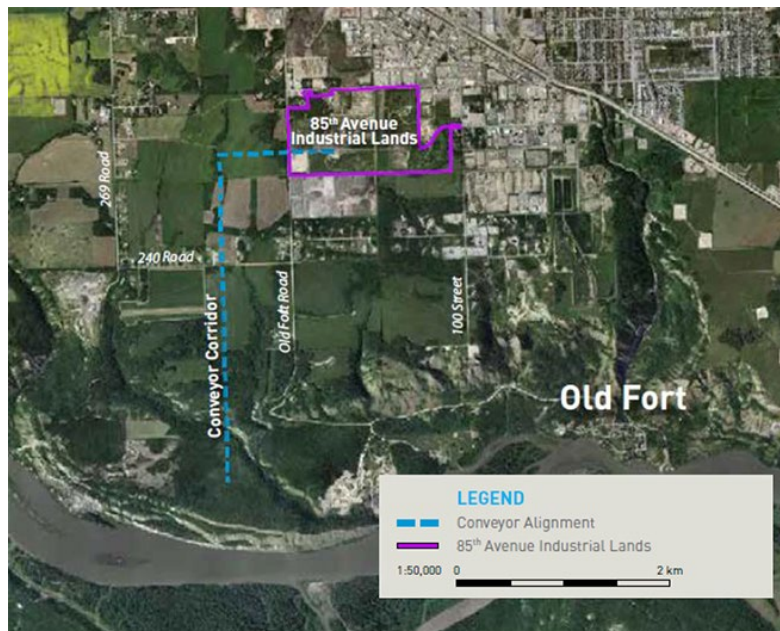 85th Avenue
Industrial Lands
269 Road
240 Road
Conveyor Corridor
Old Fort Road
100 Street
Old Fort
LEGEND
Conveyor Alignment
85th Avenue Industrial Lands
1:50,000 0 2 km